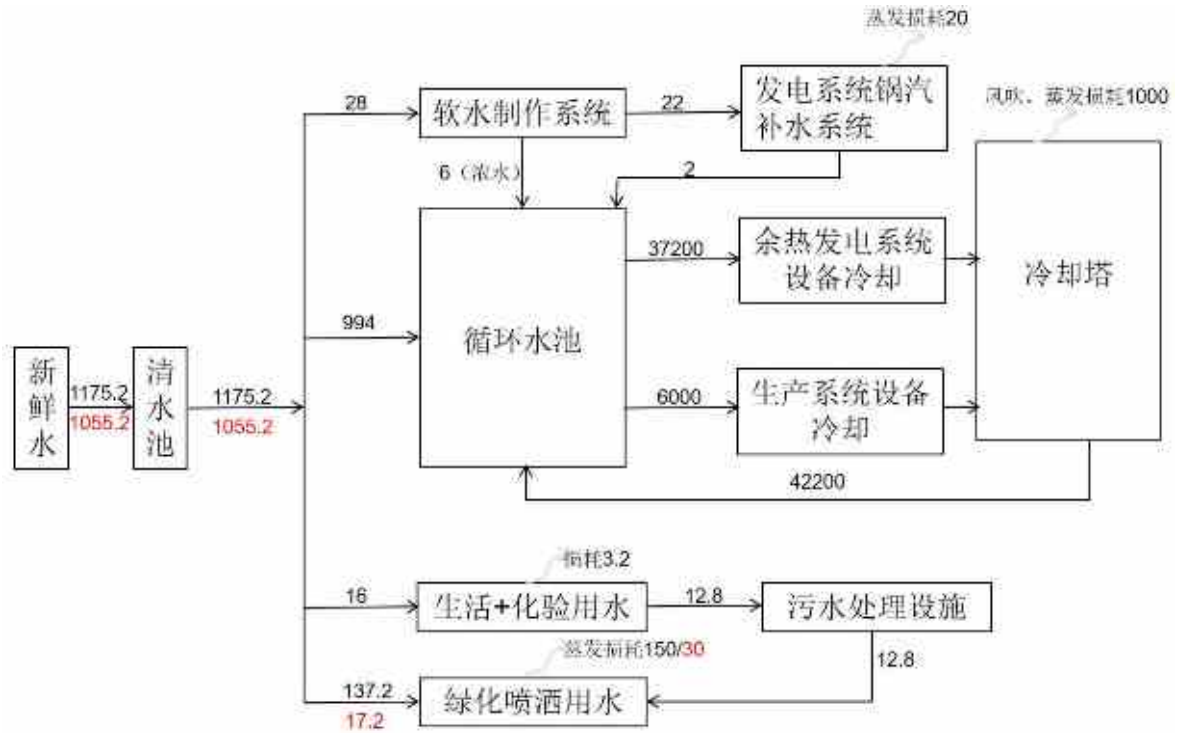 蒸发损耗20
28
软水制作系统
22
发电系统锅汽
补水系统
风吹、蒸发损耗1000
6（浓水）
2
37200
余热发电系统
设备冷却
冷却塔
994
循环水池
新鲜水
1175.2
1055.2
清水池
1175.2
1055.2
6000
生产系统设备
冷却
42200
损耗3.2
16
生活+化验用水
12.8
污水处理设施
蒸发损耗150/30
12.8
137.2
17.2
绿化喷洒用水